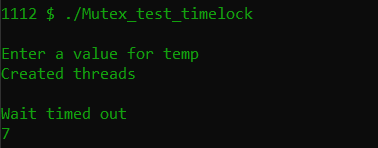 1112 $ ./Mutex_test_timelock
Enter a value for temp
Created threads
Wait timed out
7